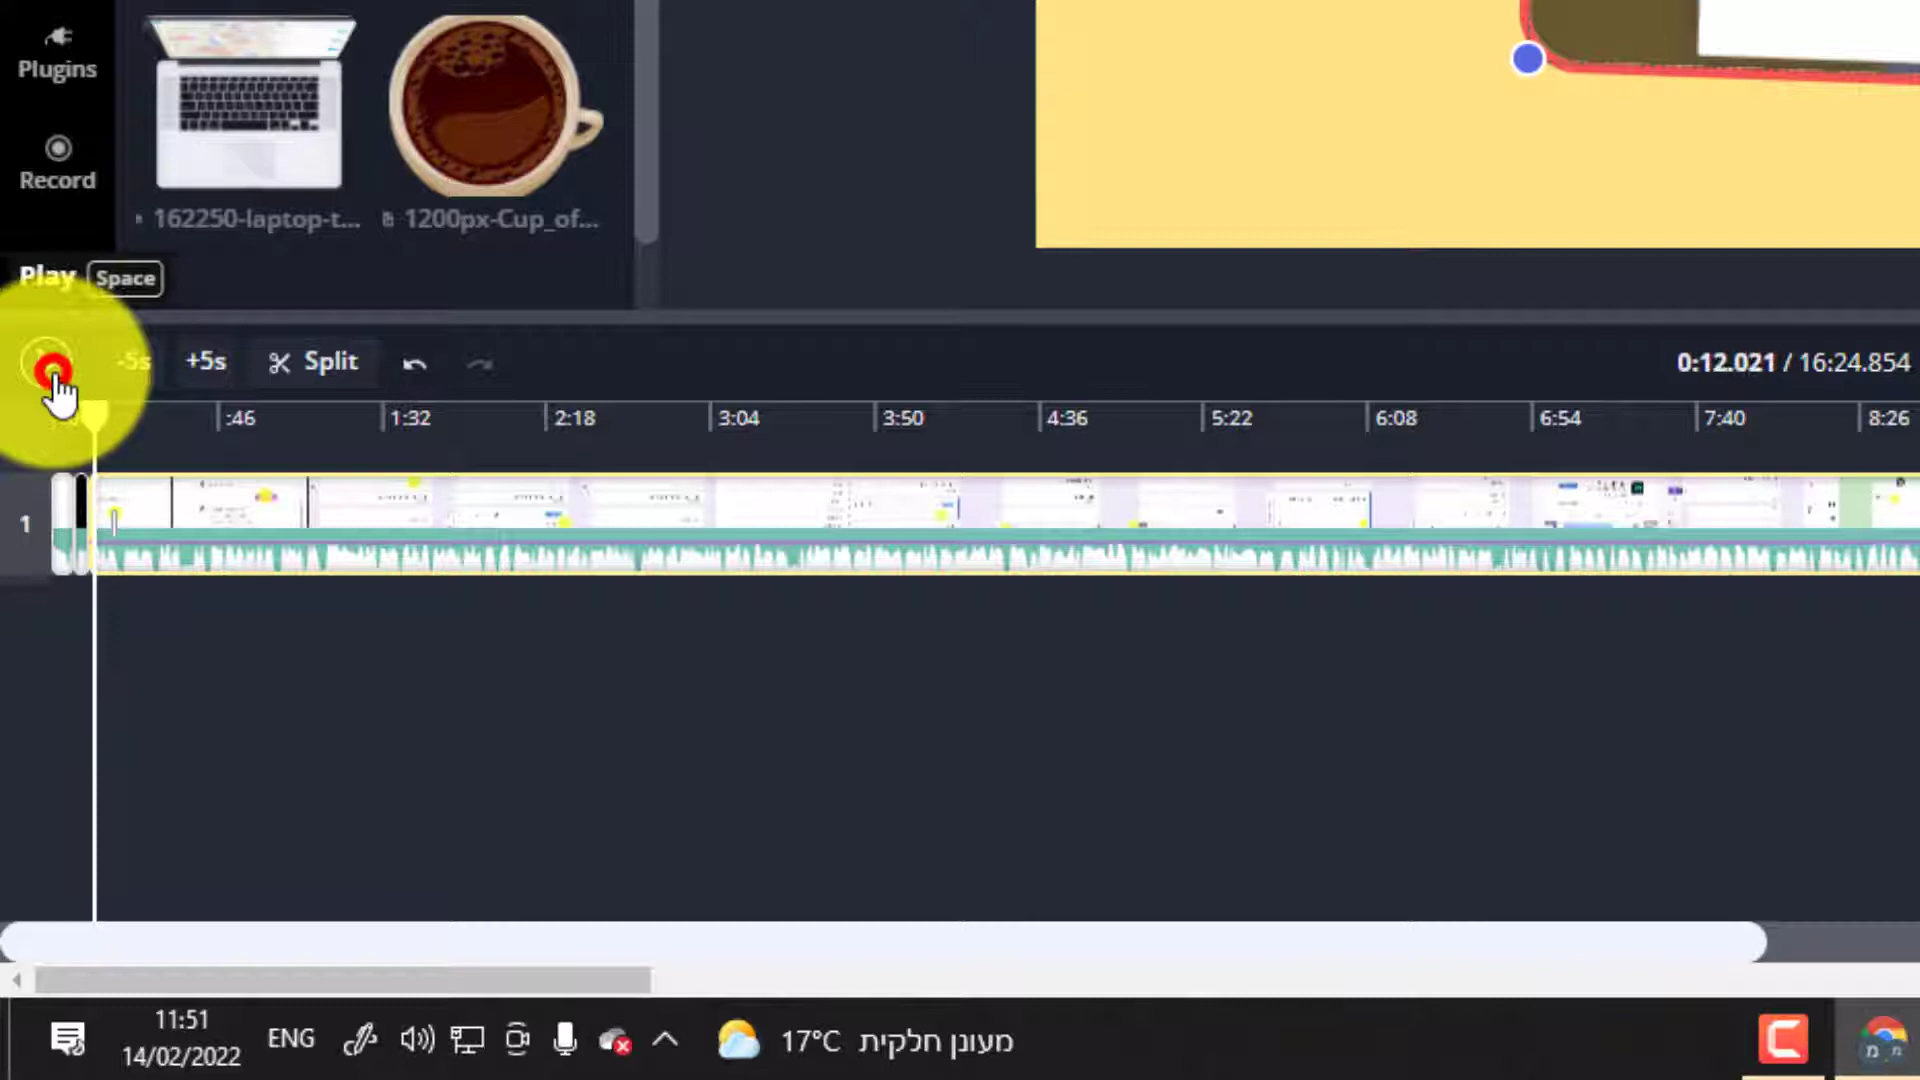 Plugins
Record
162250-laptop-t...
1200px-Cup_of...
Play Space
-5s +5s Split
0:12.021 / 16:24.854
:46 1:32 2:18 3:04 3:50 4:36 5:22 6:08 6:54 7:40 8:26
1
11:51
14/02/2022
ENG
17°C מעונן חלקית